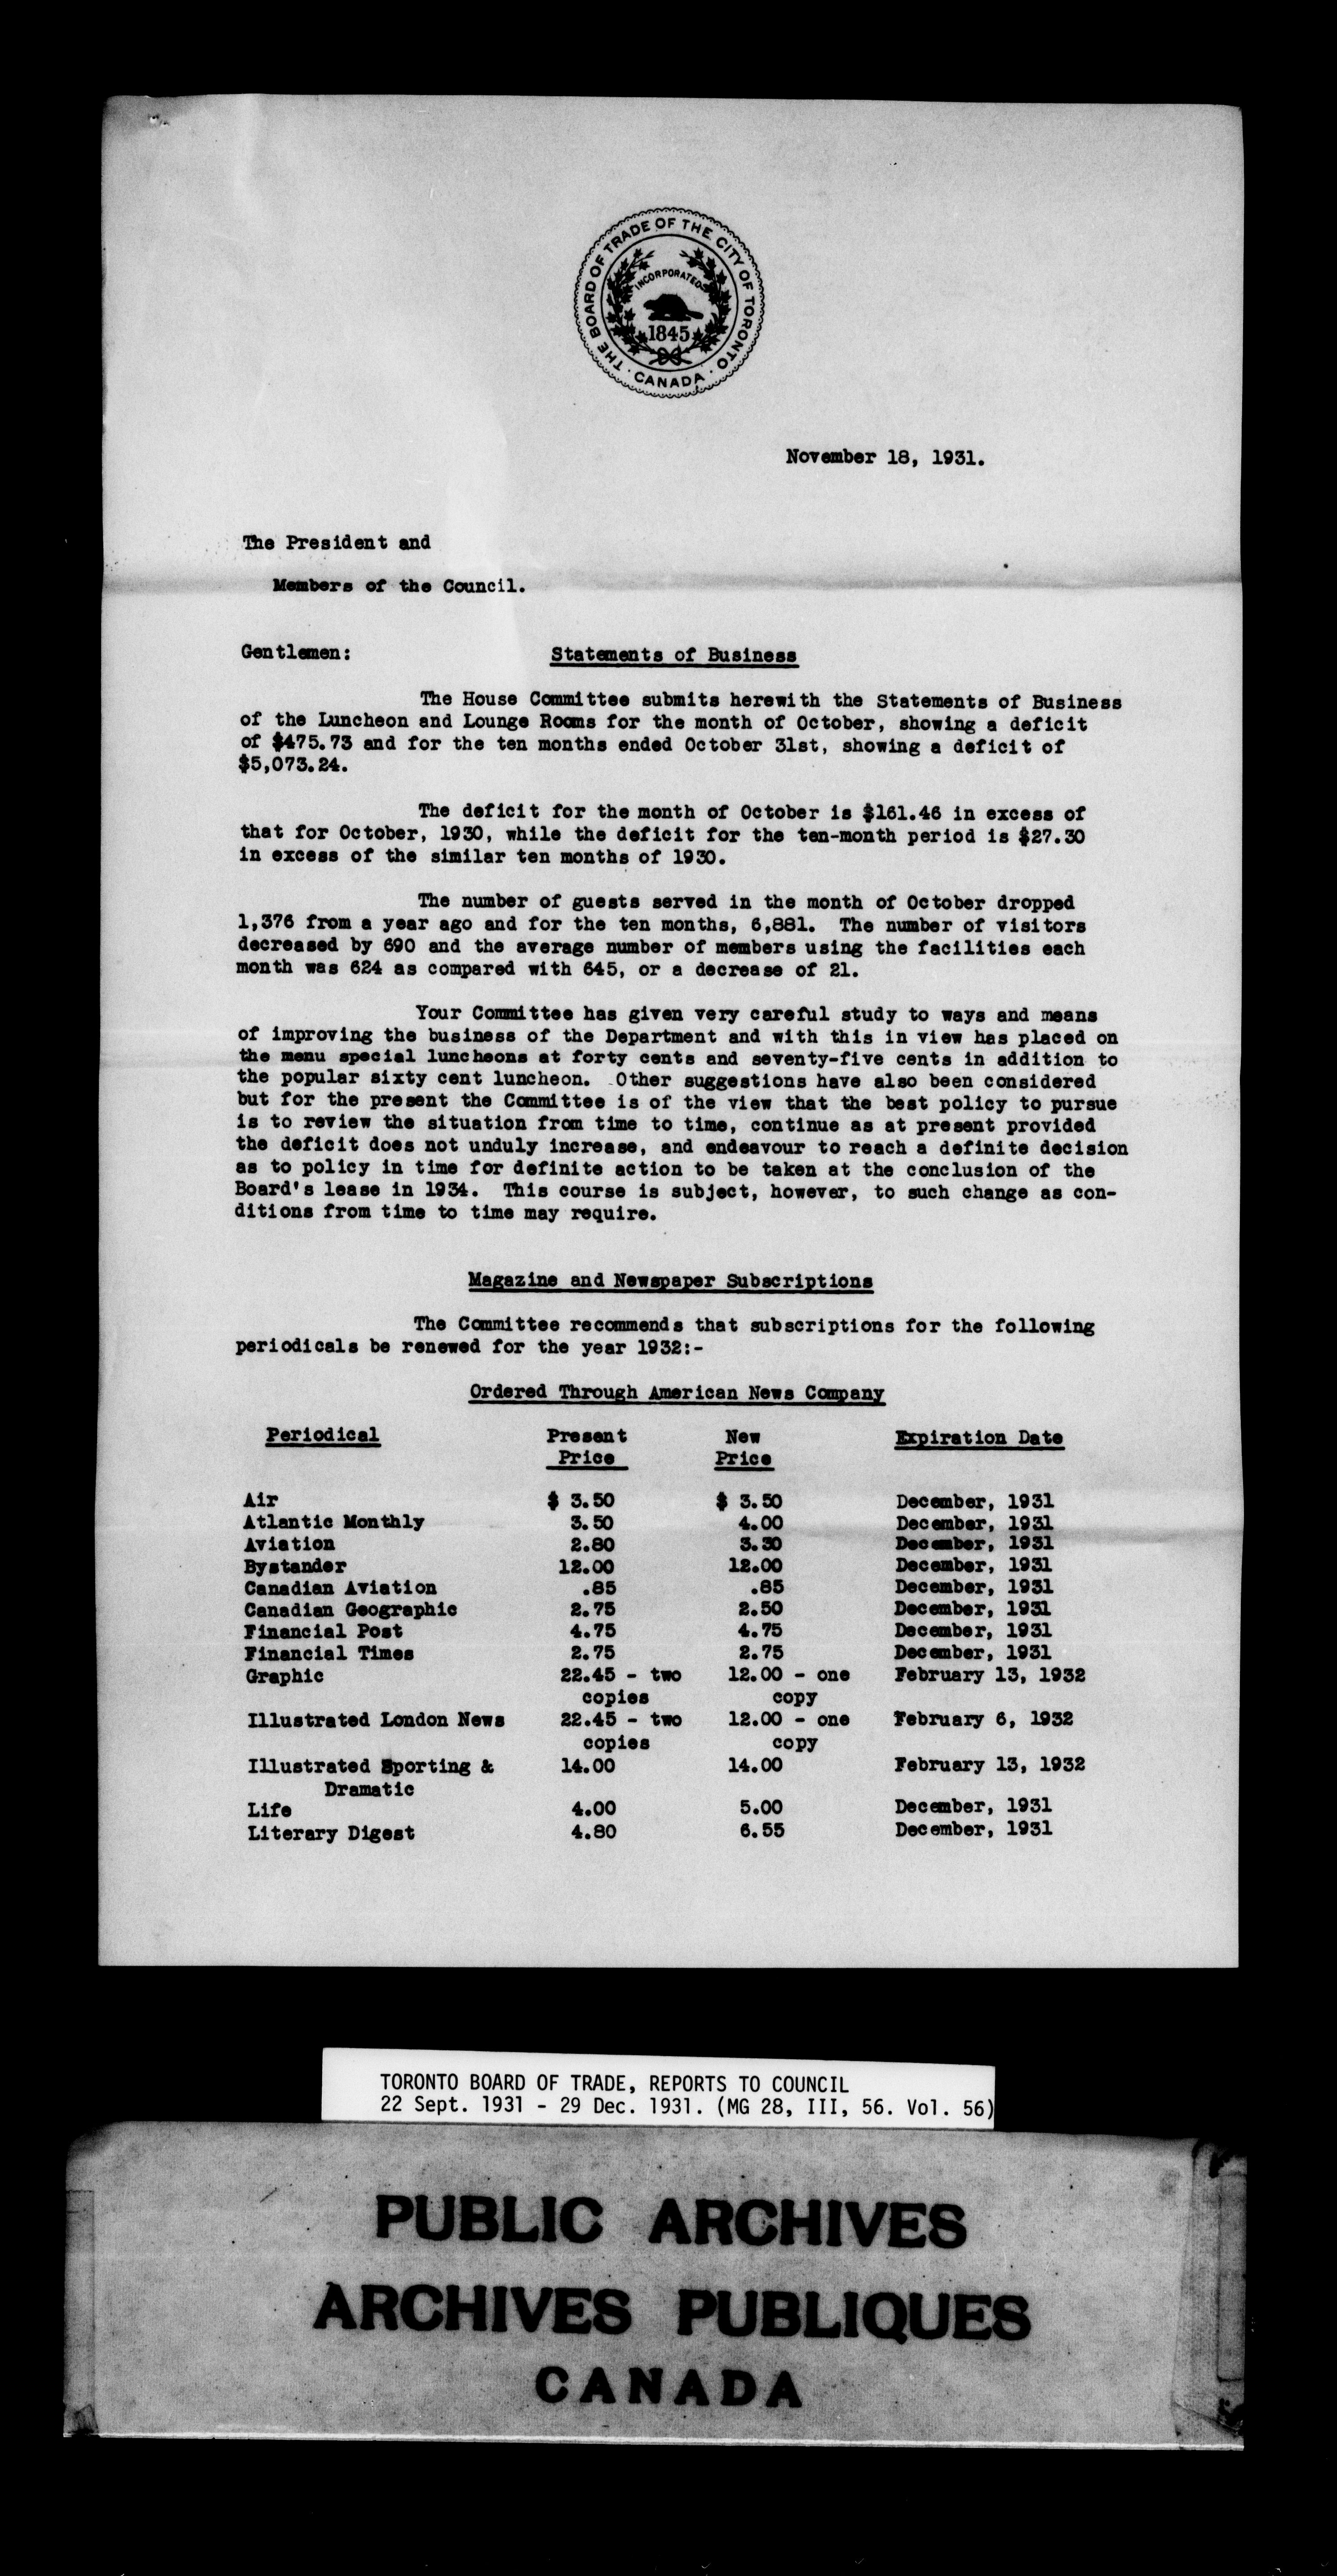 THE BOARD OF TRADE OF THE CITY OF TORONTO
· CANADA ·
INCORPORATED
1845
November 18, 1931.
The President and
Members of the Council.
Gentlemen: Statements of Business
The House Committee submits herewith the Statements of Business
of the Luncheon and Lounge Rooms for the month of October, showing a deficit
of $475.73 and for the ten months ended October 31st, showing a deficit of
$5,073.24.
The deficit for the month of October is $161.46 in excess of
that for October, 1930, while the deficit for the ten-month period is $27.30
in excess of the similar ten months of 1930.
The number of guests served in the month of October dropped
1,376 from a year ago and for the ten months, 6,881. The number of visitors
decreased by 690 and the average number of members using the facilities each
month was 624 as compared with 645, or a decrease of 21.
Your Committee has given very careful study to ways and means
of improving the business of the Department and with this in view has placed on
the menu special luncheons at forty cents and seventy-five cents in addition to
the popular sixty cent luncheon. Other suggestions have also been considered
but for the present the Committee is of the view that the best policy to pursue
is to review the situation from time to time, continue as at present provided
the deficit does not unduly increase, and endeavour to reach a definite decision
as to policy in time for definite action to be taken at the conclusion of the
Board's lease in 1934. This course is subject, however, to such change as con-
ditions from time to time may require.
Magazine and Newspaper Subscriptions
The Committee recommends that subscriptions for the following
periodicals be renewed for the year 1932:-
Ordered Through American News Company
Periodical Present New Expiration Date
Price Price
Air $ 3.50 $ 3.50 December, 1931
Atlantic Monthly 3.50 4.00 December, 1931
Aviation 2.80 3.30 December, 1931
Bystander 12.00 12.00 December, 1931
Canadian Aviation .85 .85 December, 1931
Canadian Geographic 2.75 2.50 December, 1931
Financial Post 4.75 4.75 December, 1931
Financial Times 2.75 2.75 December, 1931
Graphic 22.45 - two 12.00 - one February 13, 1932
copies copy
Illustrated London News 22.45 - two 12.00 - one February 6, 1932
copies copy
Illustrated Sporting & 14.00 14.00 February 13, 1932
Dramatic
Life 4.00 5.00 December, 1931
Literary Digest 4.80 6.55 December, 1931
TORONTO BOARD OF TRADE, REPORTS TO COUNCIL
22 Sept. 1931 - 29 Dec. 1931. (MG 28, III, 56. Vol. 56)
PUBLIC ARCHIVES
ARCHIVES PUBLIQUES
CANADA